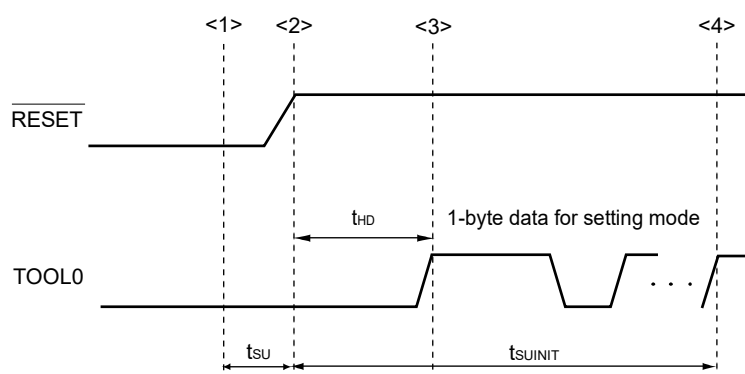 <1> <2> <3> <4>
RESET
tHD 1-byte data for setting mode
TOOL0
. . .
tSU tSUINIT